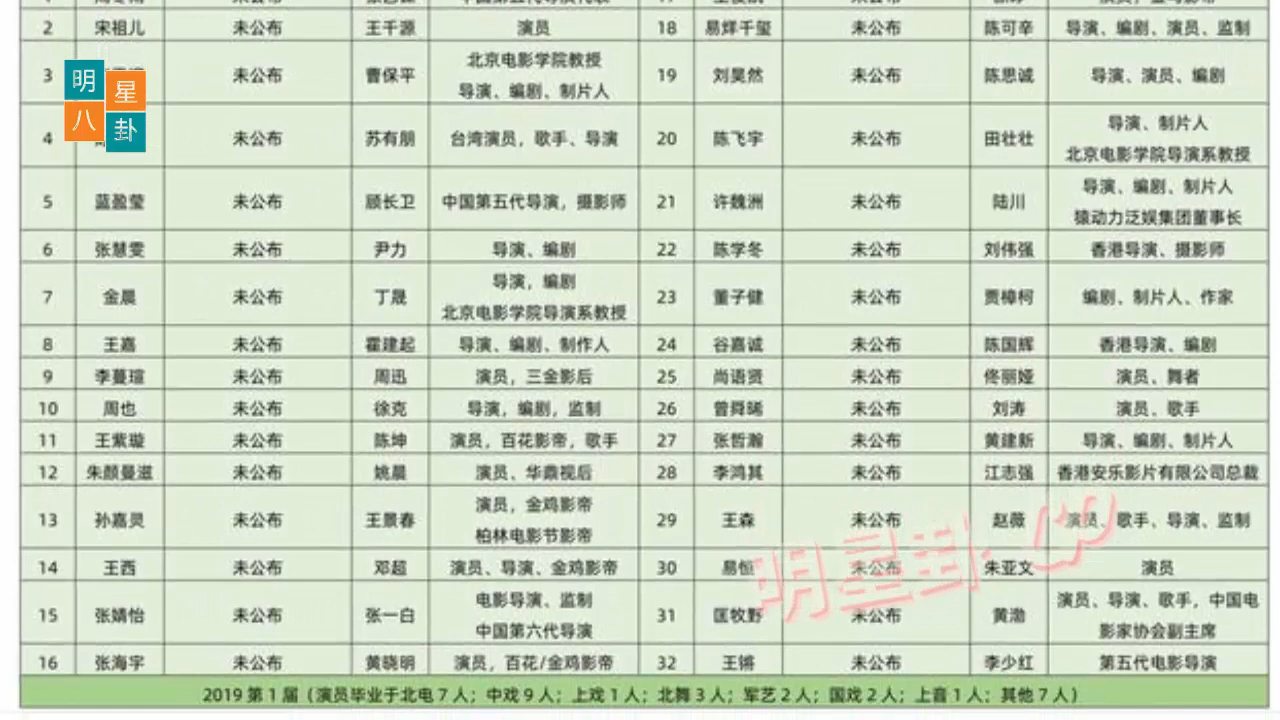 2 宋祖儿 未公布 王千源 演员 18 易烊千玺 未公布 陈可辛 导演、编剧、演员、监制
3 未公布 曹保平 北京电影学院教授 19 刘昊然 未公布 陈思诚 导演、演员、编剧
导演、编剧、制片人
明星
八卦
4 未公布 苏有朋 台湾演员，歌手、导演 20 陈飞宇 未公布 田壮壮 导演、制片人
北京电影学院导演系教授
5 蓝盈莹 未公布 顾长卫 中国第五代导演，摄影师 21 许魏洲 未公布 陆川 导演、编剧、制片人
猿动力泛娱集团董事长
6 张慧雯 未公布 尹力 导演、编剧 22 陈学冬 未公布 刘伟强 香港导演、摄影师
7 金晨 未公布 丁晟 导演，编剧 23 董子健 未公布 贾樟柯 编剧、制片人、作家
北京电影学院导演系教授
8 王嘉 未公布 霍建起 导演、编剧、制作人 24 谷嘉诚 未公布 陈国辉 香港导演、编剧
9 李蔓瑄 未公布 周迅 演员，三金影后 25 尚语贤 未公布 佟丽娅 演员、舞者
10 周也 未公布 徐克 导演，编剧，监制 26 曾舜晞 未公布 刘涛 演员、歌手
11 王紫璇 未公布 陈坤 演员，百花影帝，歌手 27 张哲瀚 未公布 黄建新 导演、编剧、制片人
12 朱颜曼滋 未公布 姚晨 演员、华鼎视后 28 李鸿其 未公布 江志强 香港安乐影片有限公司总裁
13 孙嘉灵 未公布 王景春 演员，金鸡影帝 29 王森 未公布 赵薇 演员、歌手、导演、监制
柏林电影节影帝
14 王西 未公布 邓超 演员、导演、金鸡影帝 30 易恒 未公布 朱亚文 演员
15 张婧怡 未公布 张一白 电影导演、监制 31 匡牧野 未公布 黄渤 演员、导演、歌手，中国电
中国第六代导演 影家协会副主席
16 张海宇 未公布 黄晓明 演员，百花/金鸡影帝 32 王锵 未公布 李少红 第五代电影导演
2019 第 1 届（演员毕业于北电 7 人；中戏 9 人；上戏 1 人；北舞 3 人；军艺 2 人；国戏 2 人；上音 1 人；其他 7 人）